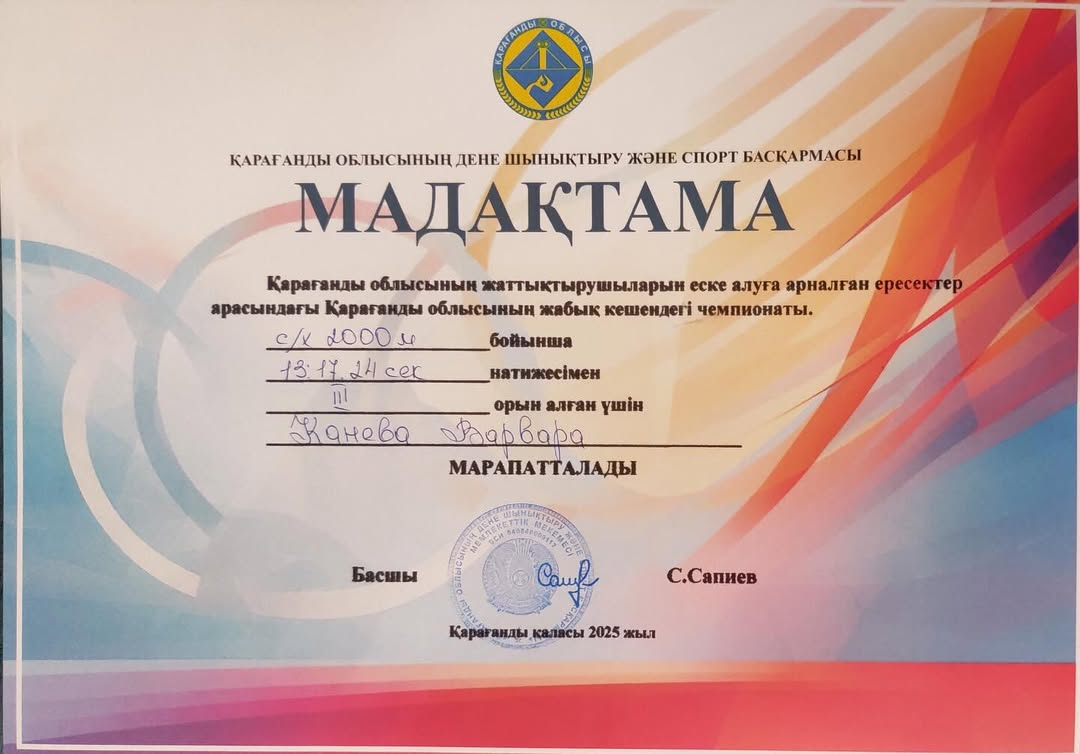 ҚАРАҒАНДЫ ОБЛЫСЫ
ҚАРАҒАНДЫ ОБЛЫСЫНЫҢ ДЕНЕ ШЫНЫҚТЫРУ ЖӘНЕ СПОРТ БАСҚАРМАСЫ
МАДАҚТАМА
Қарағанды облысының жаттықтырушыларын еске алуға арналған ересектер
арасындағы Қарағанды облысының жабық кешендегі чемпионаты.
с/х 2000 м бойынша
13:17.24 сек натижесімен
III орын алған үшін
Канева Варвара
МАРАПАТТАЛАДЫ
Басшы С.Сапиев
Қарағанды қаласы 2025 жыл